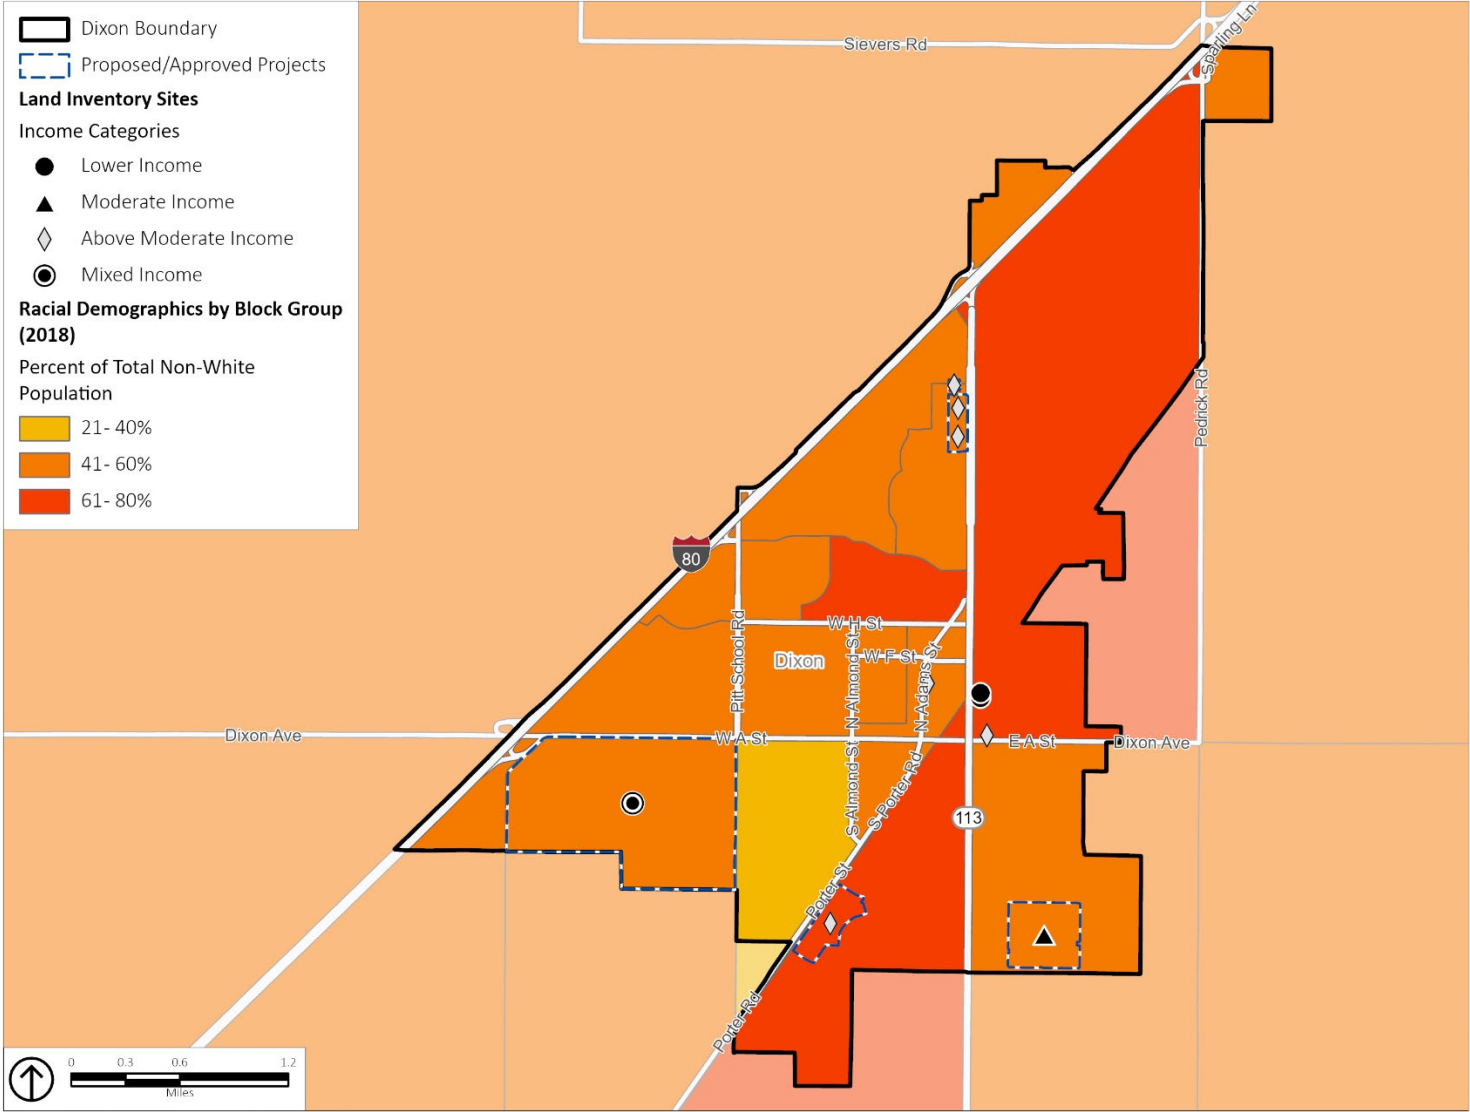 Dixon Boundary
Proposed/Approved Projects
Land Inventory Sites
Income Categories
Lower Income
Moderate Income
Above Moderate Income
Mixed Income
Racial Demographics by Block Group
(2018)
Percent of Total Non-White
Population
21- 40%
41- 60%
61- 80%
Sievers Rd
Sparling Ln
Pedrick Rd
80
Pitt School Rd
W H St
Dixon
W F St
N Almond St
N Adams St
Dixon Ave
W A St
E A St
Dixon Ave
S Almond St
S Porter Rd
113
Porter St
Porter Rd
0 0.3 0.6 1.2
Miles